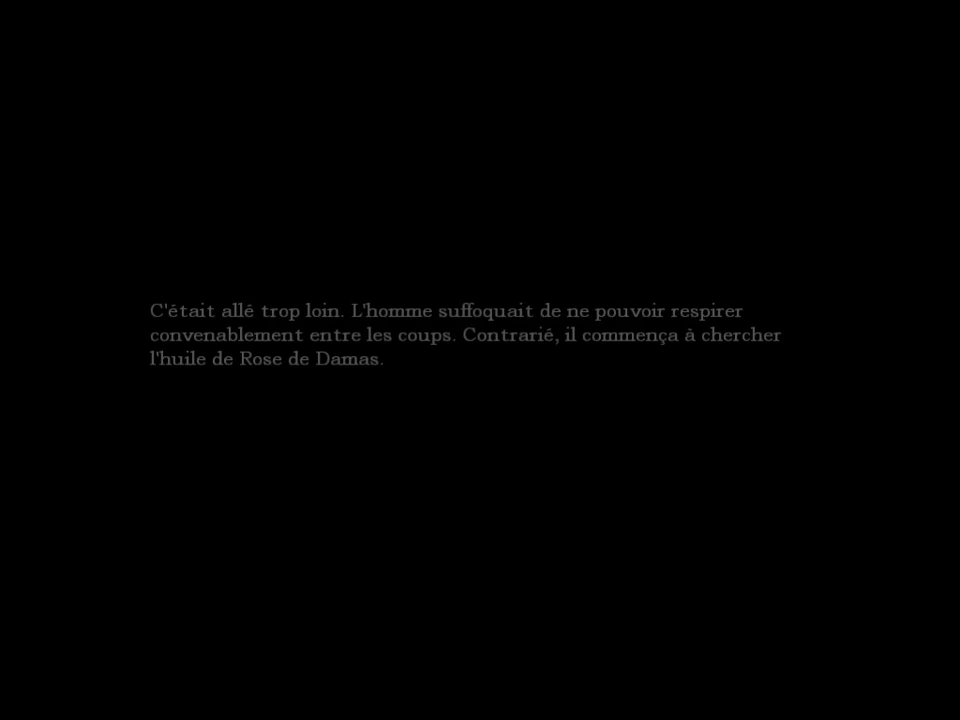 C'était allé trop loin. L'homme suffoquait de ne pouvoir respirer
convenablement entre les coups. Contrarié, il commença à chercher
l'huile de Rose de Damas.